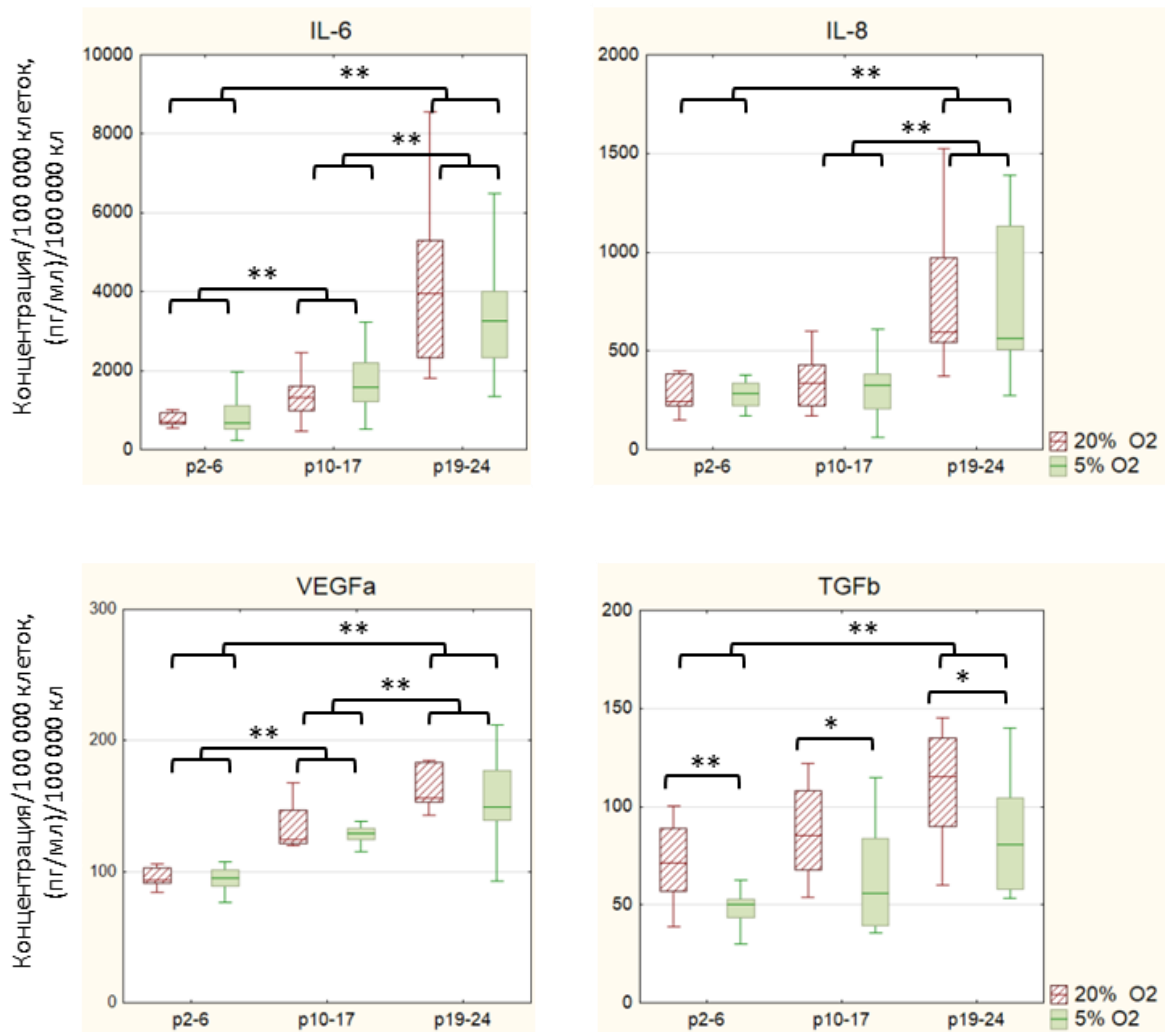 IL-6
Концентрация/100 000 клеток,
(пг/мл)/100 000 кл
10000
8000
6000
4000
2000
0
**
**
**
p2-6 p10-17 p19-24
IL-8
2000
1500
1000
500
0
**
**
p2-6 p10-17 p19-24
20% O2
5% O2
VEGFa
Концентрация/100 000 клеток,
(пг/мл)/100 000 кл
300
200
100
0
**
**
**
p2-6 p10-17 p19-24
TGFb
200
150
100
50
0
**
*
*
**
p2-6 p10-17 p19-24
20% O2
5% O2